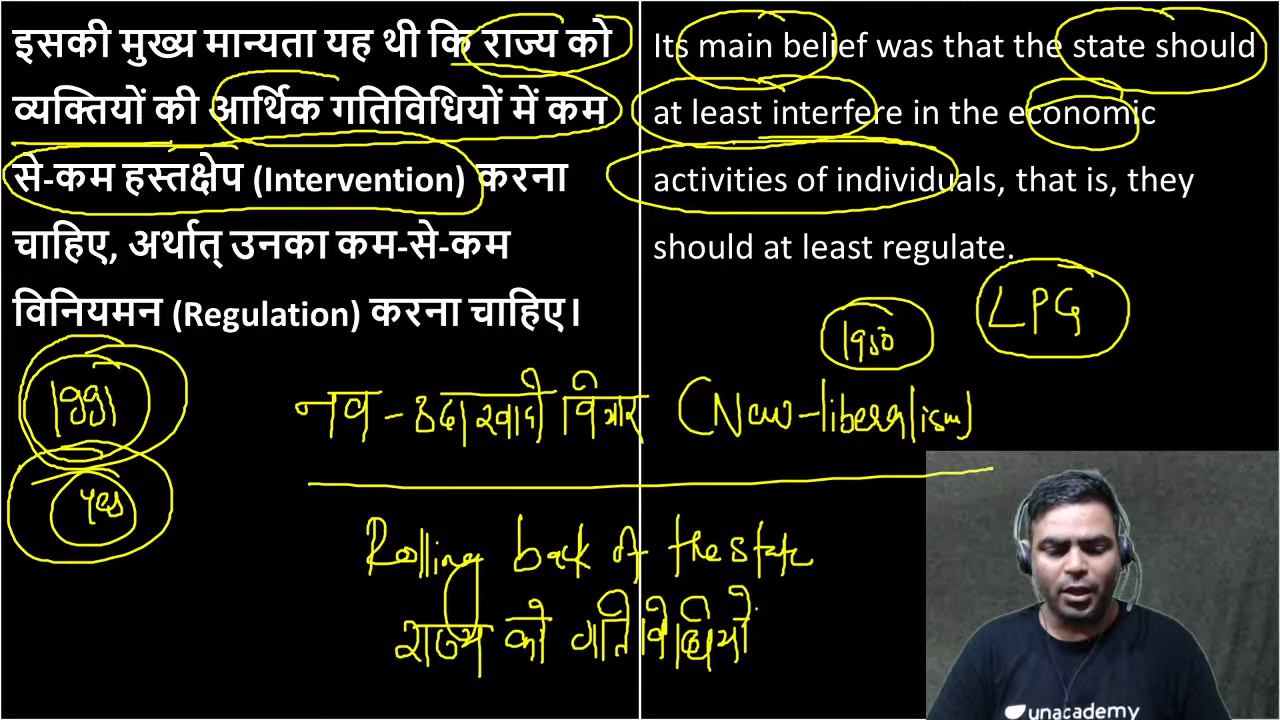 इसकी मुख्य मान्यता यह थी कि राज्य को
व्यक्तियों की आर्थिक गतिविधियों में कम
से-कम हस्तक्षेप (Intervention) करना
चाहिए, अर्थात् उनका कम-से-कम
विनियमन (Regulation) करना चाहिए।
Its main belief was that the state should
at least interfere in the economic
activities of individuals, that is, they
should at least regulate.
LPG
1950
1991
yes
नव - उदारवादी विचार (New-liberalism)
Rolling back of the state
राज्य को गतिविधियों
unacademy